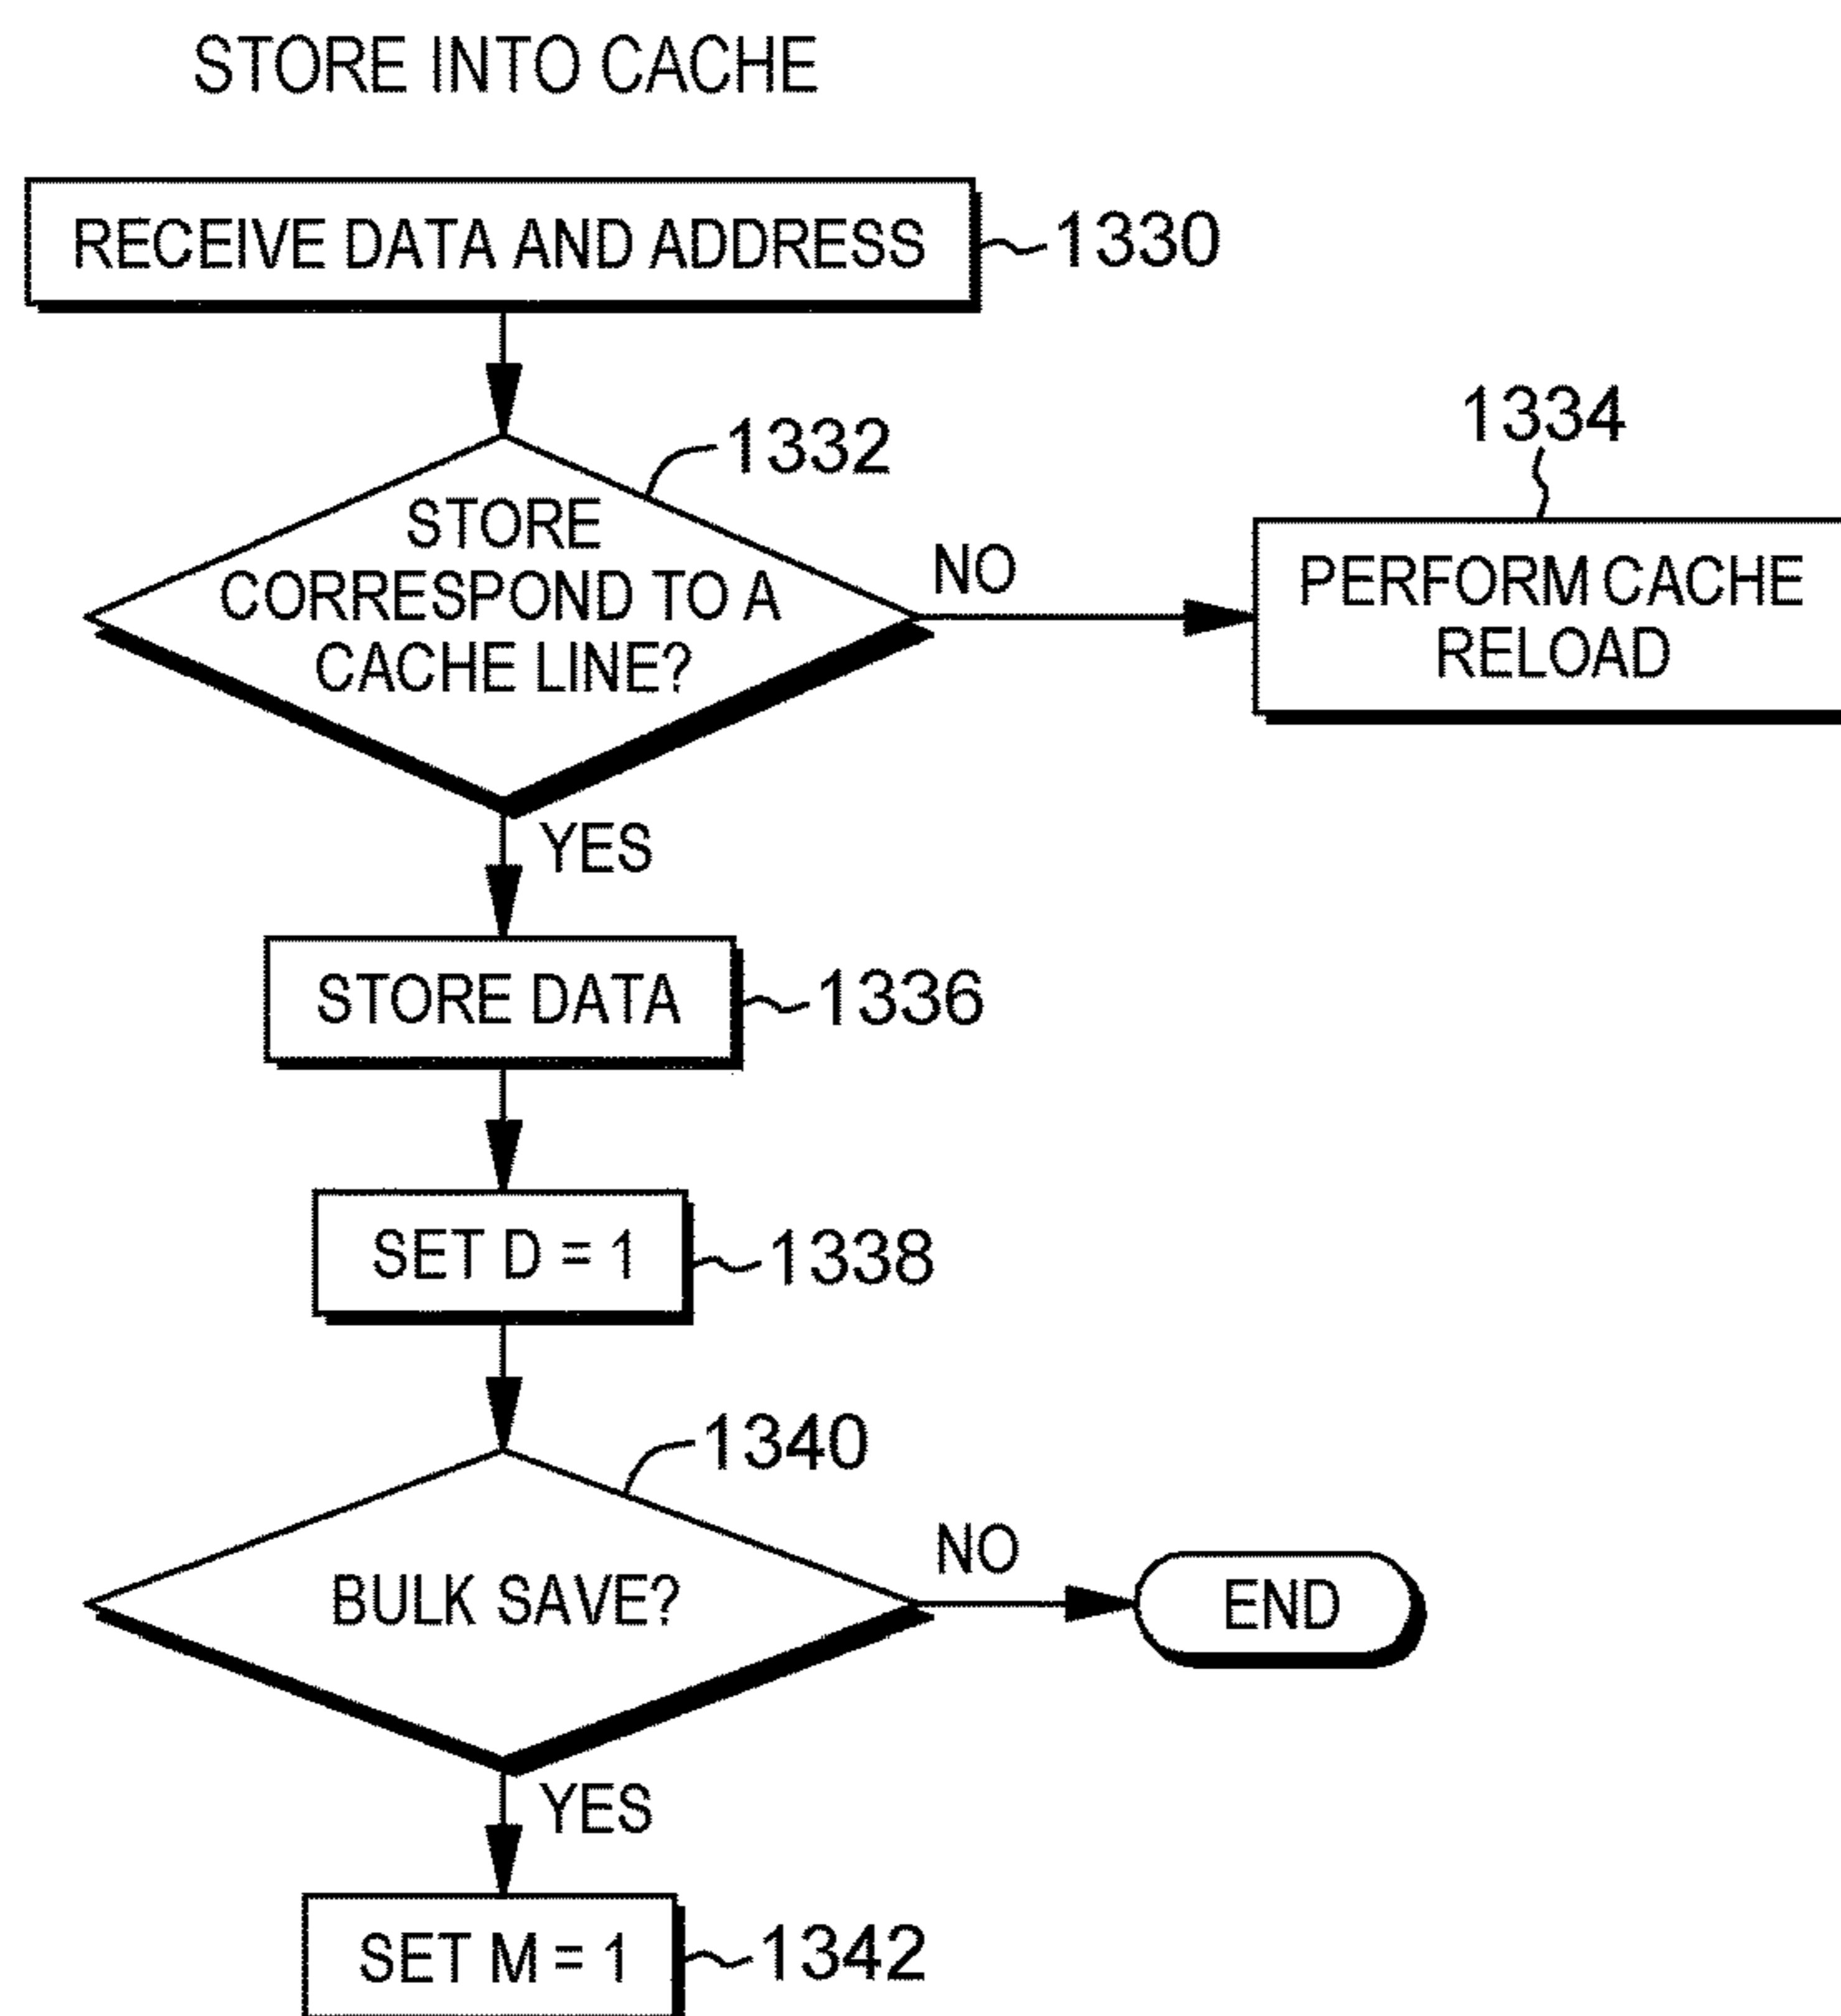 STORE INTO CACHE
RECEIVE DATA AND ADDRESS
1330
1332
STORE
CORRESPOND TO A
CACHE LINE?
NO
1334
PERFORM CACHE
RELOAD
YES
STORE DATA
1336
SET D = 1
1338
1340
BULK SAVE?
NO
END
YES
SET M = 1
1342